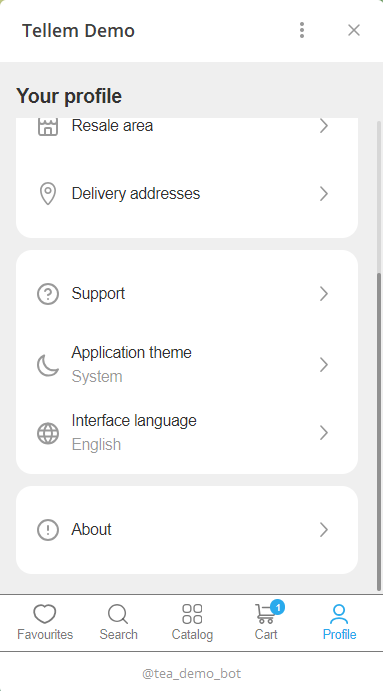 Tellem Demo
Your profile
Resale area
Delivery addresses
Support
Application theme
System
Interface language
English
About
1
Favourites
Search
Catalog
Cart
Profile
@tea_demo_bot